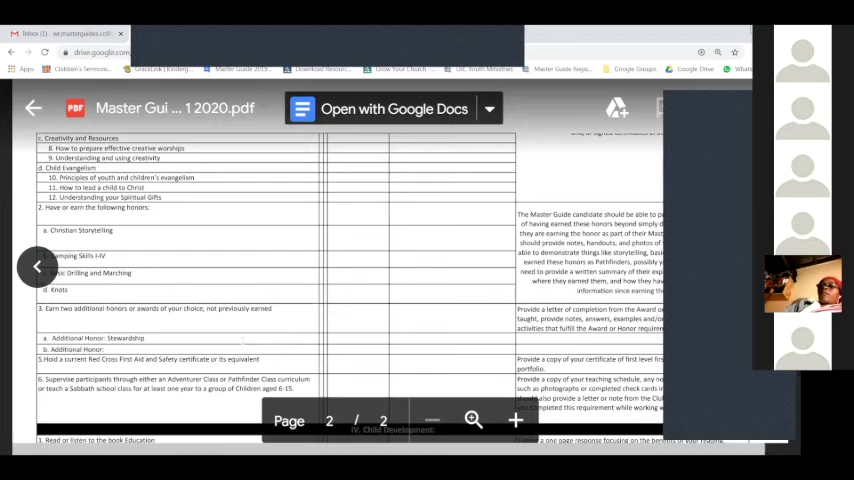 Inbox (1) - wr.masterguides.cc
drive.google.com
Apps
Children's Sermons...
GraceLink (Kinderg...
Master Guide 2019...
Download Resourc...
Grow Your Church -...
LRC Youth Ministries
Master Guide Regis...
Google Groups
Google Drive
Whats
PDF Master Gui ... 1 2020.pdf
Open with Google Docs
c. Creativity and Resources
8. How to prepare effective creative worships
9. Understanding and using creativity
d. Child Evangelism
10. Principles of youth and children's evangelism
11. How to lead a child to Christ
12. Understanding your Spiritual Gifts
2. Have or earn the following honors:
a. Christian Storytelling
Camping Skills I-IV
Basic Drilling and Marching
d. Knots
The Master Guide candidate should be able to
of having earned these honors beyond simply
they are earning the honor as part of their Mast
should provide notes, handouts, and photos of
able to demonstrate things like storytelling, basi
earned these honors as Pathfinders, possibly
need to provide a written summary of their exp
where they earned them, and how they hav
information since earning the
3. Earn two additional honors or awards of your choice, not previously earned
Provide a letter of completion from the Award or
taught, provide notes, answers, examples and/o
activities that fulfill the Award or Honor requirem
a. Additional Honor: Stewardship
b. Additional Honor:
5.Hold a current Red Cross First Aid and Safety certificate or its equivalent
Provide a copy of your certificate of first level firs
portfolio.
6. Supervise participants through either an Adventurer Class or Pathfinder Class curriculum
or teach a Sabbath school class for at least one year to a group of Children aged 6-15.
Provide a copy of your teaching schedule, any no
such as photographs or completed check cards i
should also provide a letter or note from the Clu
you completed this requirement while working w
Page 2 / 2
IV. Child Development:
1. Read or listen to the book Education
Submit a one page response focusing on the benefits of your reading.